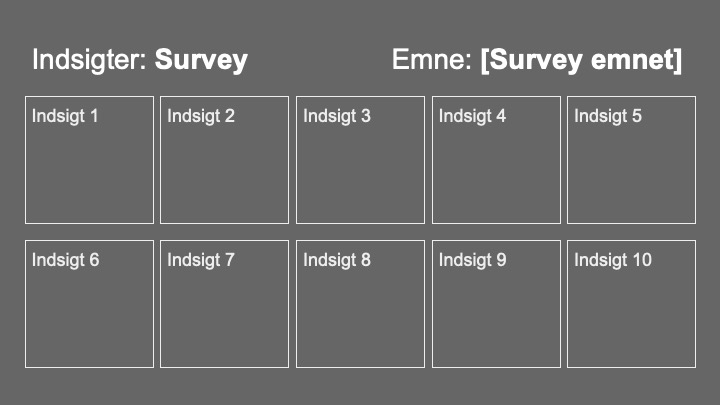 Indsigter: Survey
Emne: [Survey emnet]
Indsigt 1
Indsigt 2
Indsigt 3
Indsigt 4
Indsigt 5
Indsigt 6
Indsigt 7
Indsigt 8
Indsigt 9
Indsigt 10